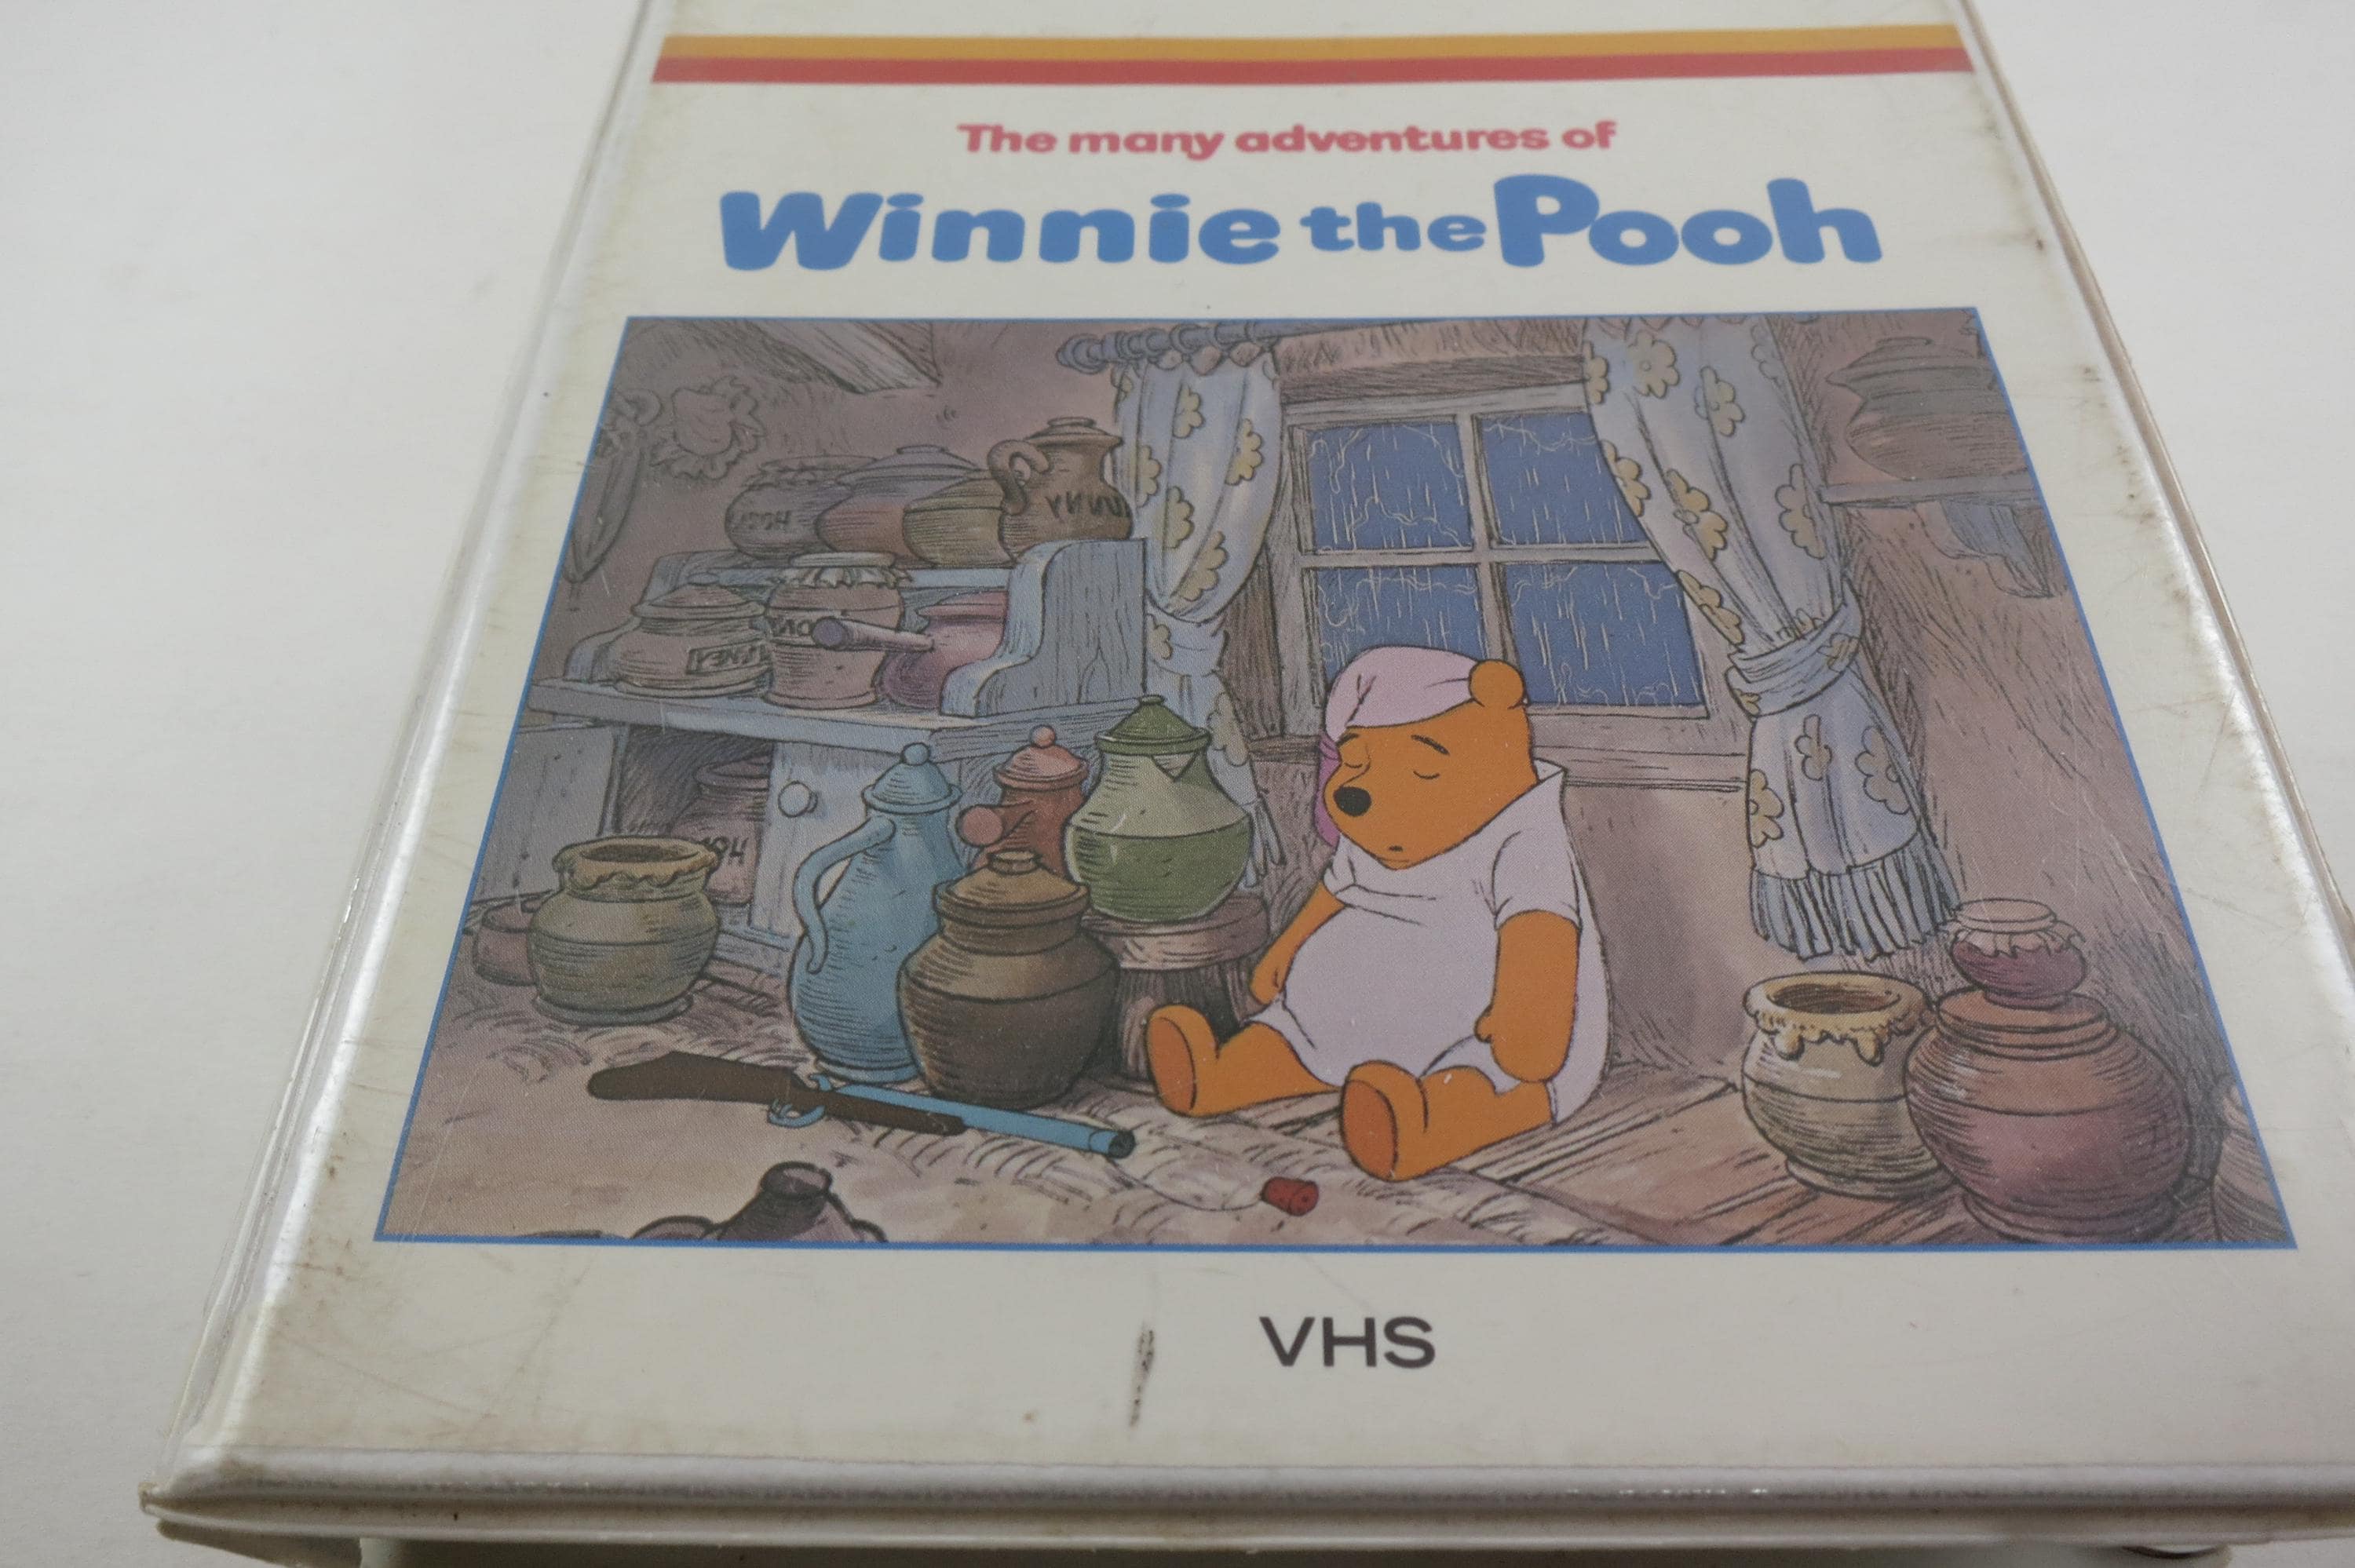 The many adventures of
Winnie the Pooh
VHS